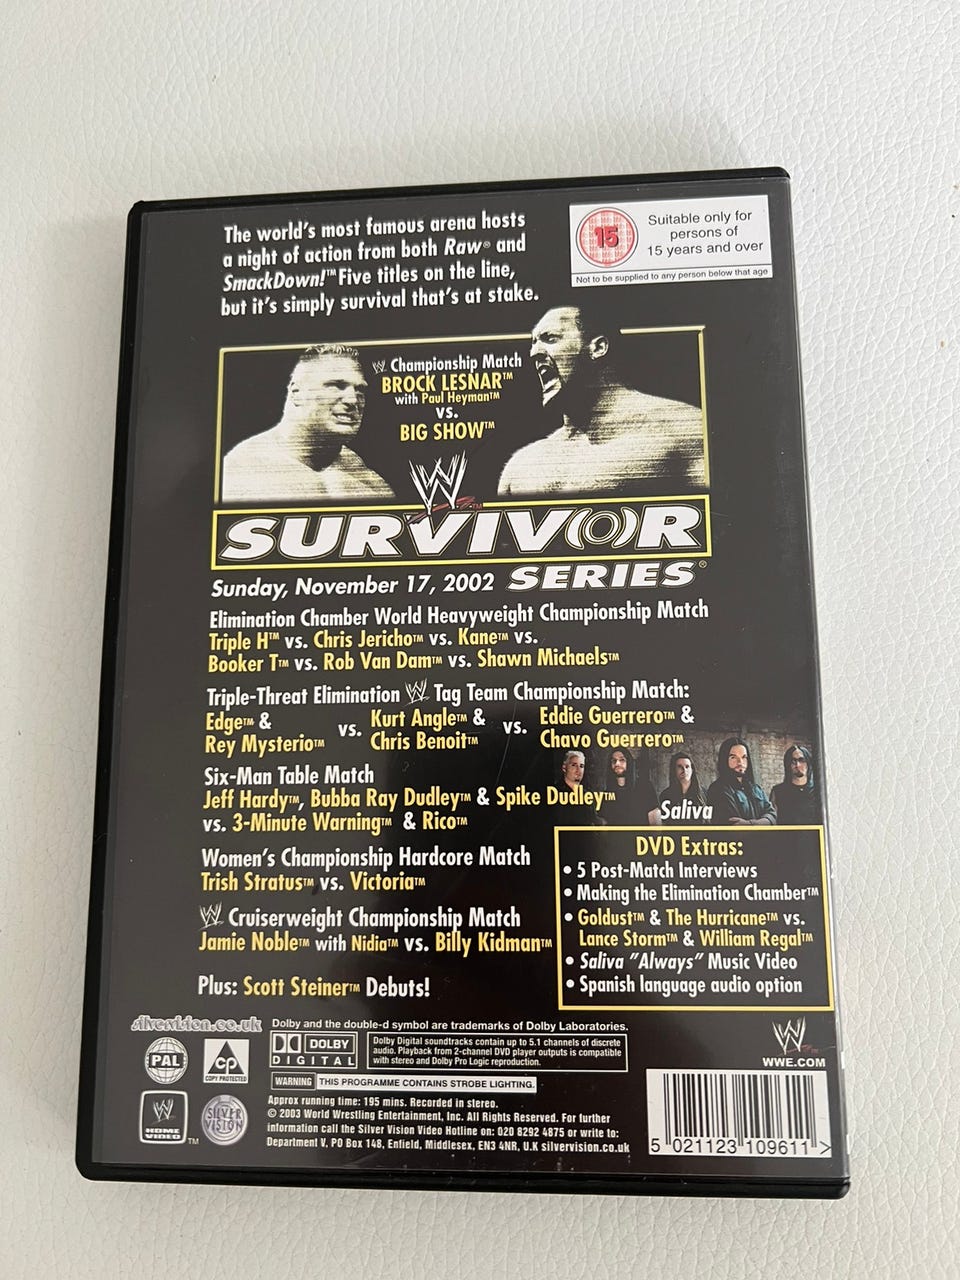 The world's most famous arena hosts
a night of action from both Raw® and
SmackDown!™ Five titles on the line,
but it's simply survival that's at stake.
15
Suitable only for
persons of
15 years and over
Not to be supplied to any person below that age
W Championship Match
BROCK LESNAR™
with Paul Heyman™
vs.
BIG SHOW™
W™
SURVIVOR
SERIES®
Sunday, November 17, 2002
Elimination Chamber World Heavyweight Championship Match
Triple H™ vs. Chris Jericho™ vs. Kane™ vs.
Booker T™ vs. Rob Van Dam™ vs. Shawn Michaels™
Triple-Threat Elimination W Tag Team Championship Match:
Edge™ & vs. Kurt Angle™ & vs. Eddie Guerrero™ &
Rey Mysterio™ Chris Benoit™ Chavo Guerrero™
Six-Man Table Match
Jeff Hardy™, Bubba Ray Dudley™ & Spike Dudley™
vs. 3-Minute Warning™ & Rico™
Saliva
Women's Championship Hardcore Match
Trish Stratus™ vs. Victoria™
W Cruiserweight Championship Match
Jamie Noble™ with Nidia™ vs. Billy Kidman™
Plus: Scott Steiner™ Debuts!
DVD Extras:
• 5 Post-Match Interviews
• Making the Elimination Chamber™
• Goldust™ & The Hurricane™ vs.
Lance Storm™ & William Regal™
• Saliva "Always" Music Video
• Spanish language audio option
silvervision.co.uk
PAL
cp
COPY PROTECTED
W
HOME
VIDEO
TM
SILVER
VISION
Dolby and the double-d symbol are trademarks of Dolby Laboratories.
DOLBY
DIGITAL
Dolby Digital soundtracks contain up to 5.1 channels of discrete
audio. Playback from 2-channel DVD player outputs is compatible
with stereo and Dolby Pro Logic reproduction.
WARNING THIS PROGRAMME CONTAINS STROBE LIGHTING.
Approx running time: 195 mins. Recorded in stereo.
© 2003 World Wrestling Entertainment, Inc. All Rights Reserved. For further
information call the Silver Vision Video Hotline on: 020 8292 4875 or write to:
Department V, PO Box 148, Enfield, Middlesex, EN3 4NR, U.K silvervision.co.uk
W™
WWE.COM
5 021123 109611 >